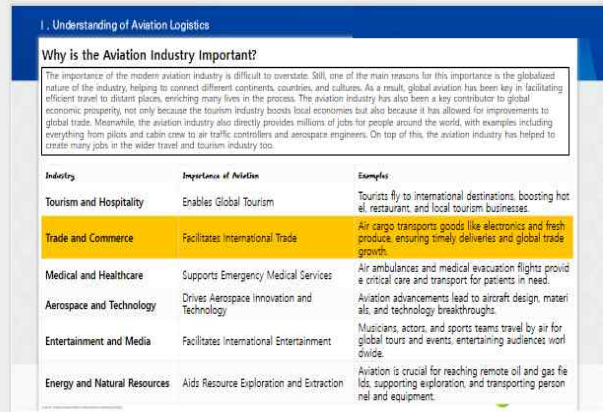 Ⅰ. Understanding of Aviation Logistics
Why is the Aviation Industry Important?
The importance of the modern aviation industry is difficult to overstate. Still, one of the main reasons for this importance is the globalized
nature of the industry, helping to connect different continents, countries, and cultures. As a result, global aviation has been key in facilitating
efficient travel to distant places, enriching many lives in the process. The aviation industry has also been a key contributor to global
economic prosperity, not only because the tourism industry boosts local economies but also because it has allowed for improvements to
global trade. Meanwhile, the aviation industry also directly provides millions of jobs for people around the world, with examples including
everything from pilots and cabin crew to air traffic controllers and aerospace engineers. On top of this, the aviation industry has helped to
create many jobs in the wider travel and tourism industry too.
Industry Importance of Aviation Examples
Tourism and Hospitality Enables Global Tourism Tourists fly to international destinations, boosting hot
el, restaurant, and local tourism businesses.
Trade and Commerce Facilitates International Trade Air cargo transports goods like electronics and fresh
produce, ensuring timely deliveries and global trade
growth.
Medical and Healthcare Supports Emergency Medical Services Air ambulances and medical evacuation flights provid
e critical care and transport for patients in need.
Aerospace and Technology Drives Aerospace Innovation and
Technology Aviation advancements lead to aircraft design, materi
als, and technology breakthroughs.
Entertainment and Media Facilitates International Entertainment Musicians, actors, and sports teams travel by air for
global tours and events, entertaining audiences worl
dwide.
Energy and Natural Resources Aids Resource Exploration and Extraction Aviation is crucial for reaching remote oil and gas fie
lds, supporting exploration, and transporting person
nel and equipment.